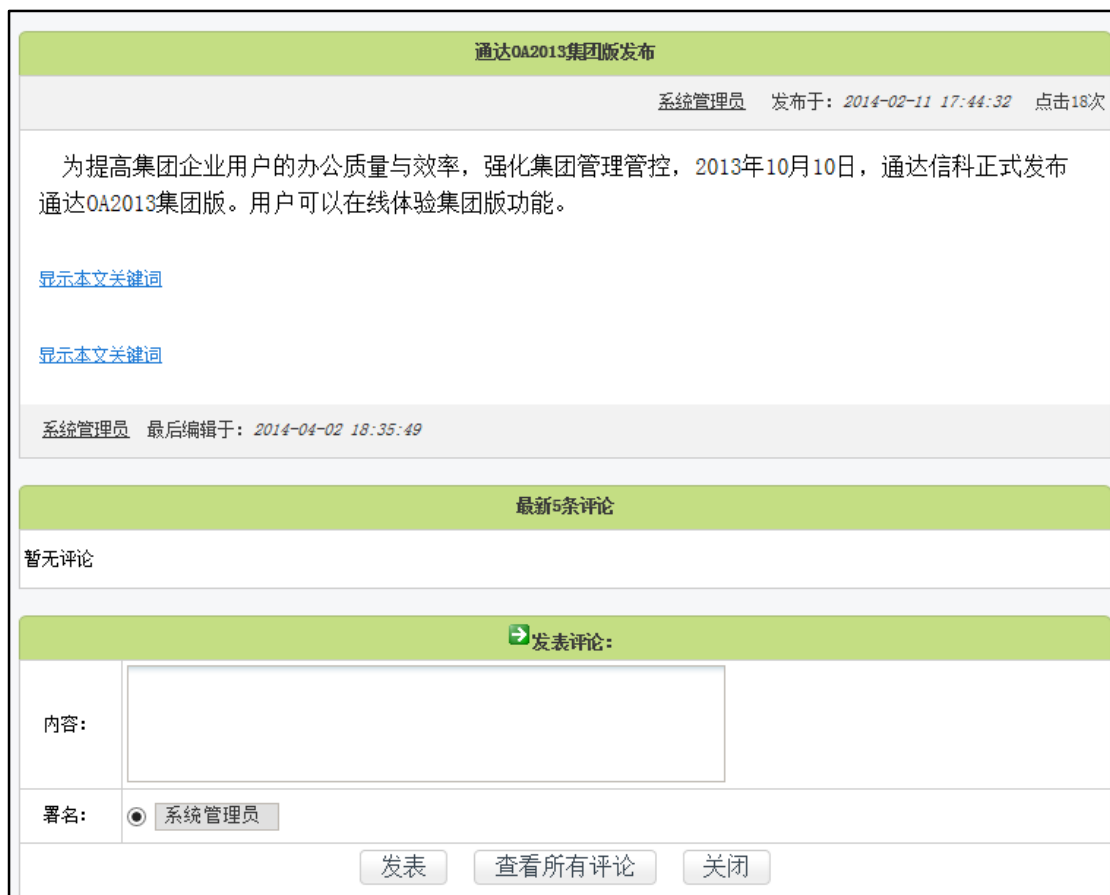 通达OA2013集团版发布
系统管理员 发布于：2014-02-11 17:44:32 点击18次
为提高集团企业用户的办公质量与效率，强化集团管理管控，2013年10月10日，通达信科正式发布
通达OA2013集团版。用户可以在线体验集团版功能。
显示本文关键词
显示本文关键词
系统管理员 最后编辑于：2014-04-02 18:35:49
最新5条评论
暂无评论
发表评论：
内容：
署名： 系统管理员
发表 查看所有评论 关闭